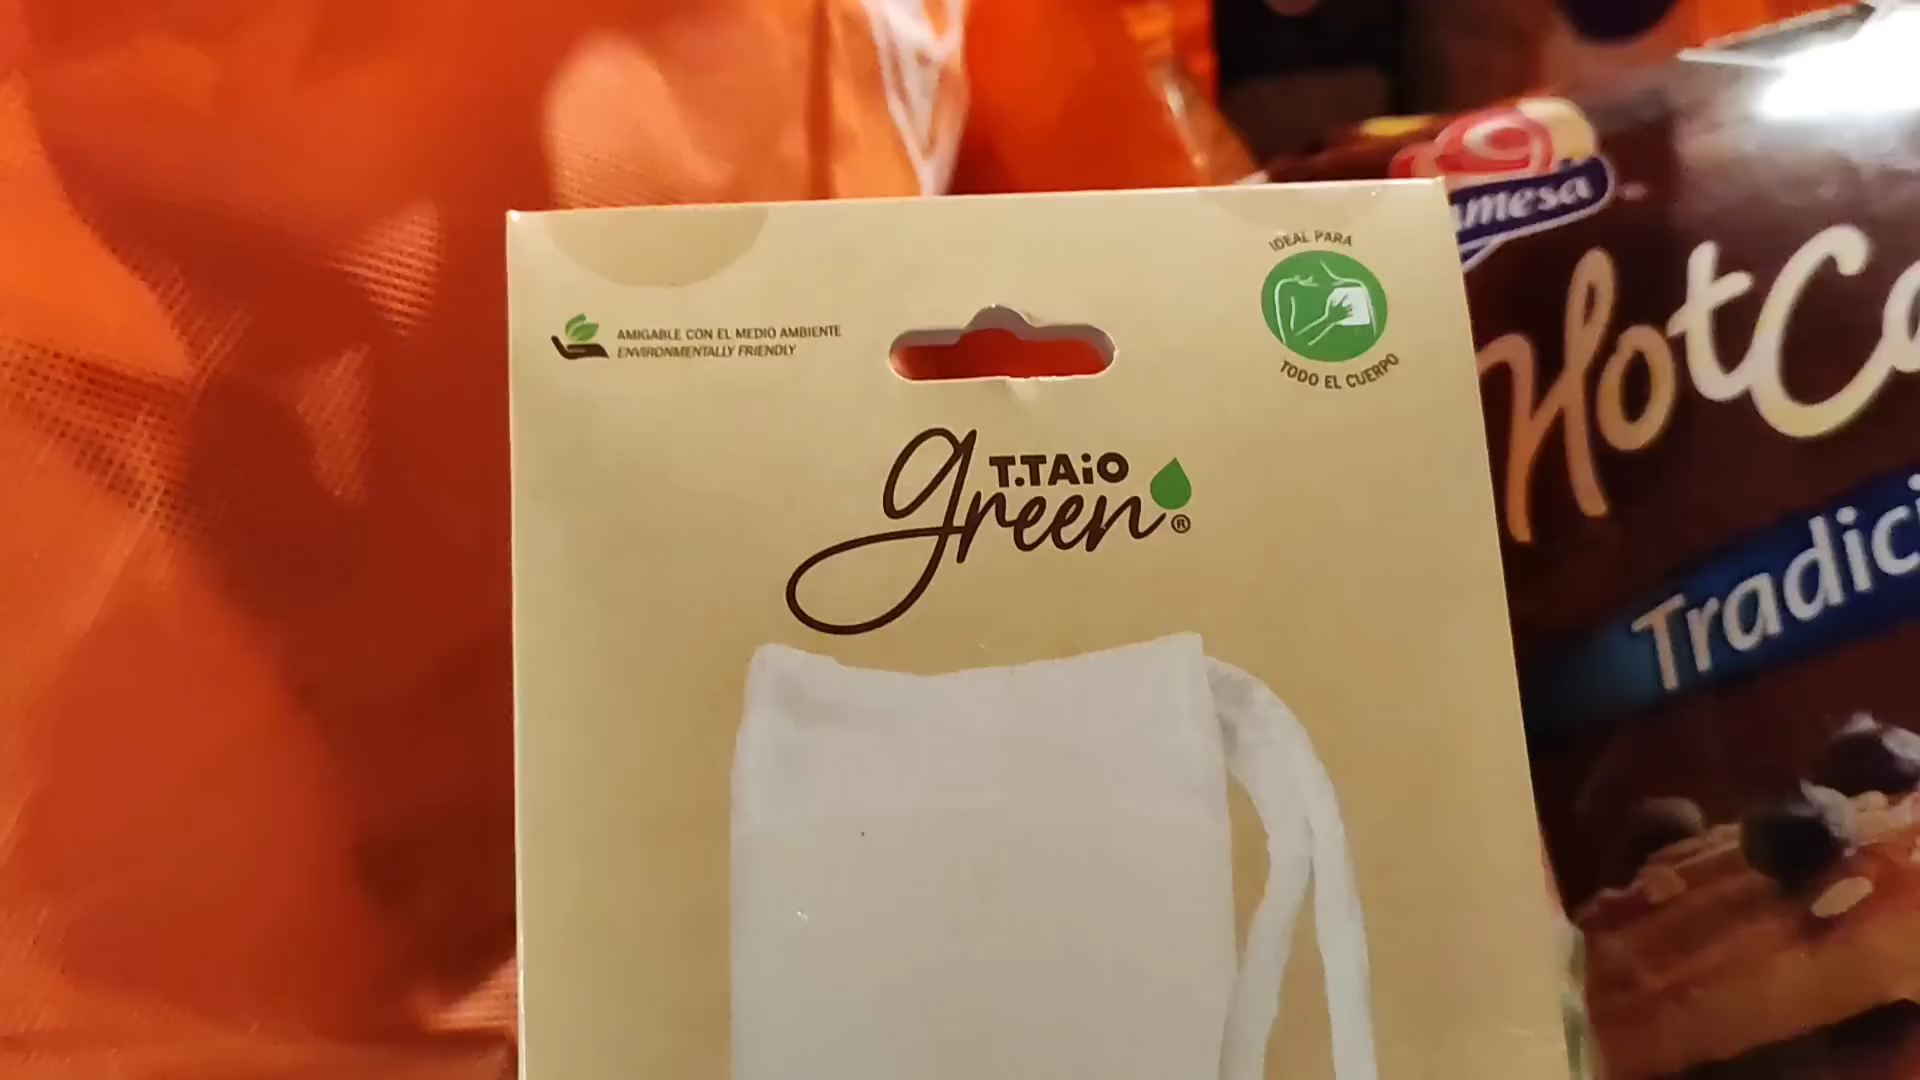 AMIGABLE CON EL MEDIO AMBIENTE
ENVIRONMENTALLY FRIENDLY
IDEAL PARA
TODO EL CUERPO
T.TAiO
green®
amesa
HotCa
Tradici